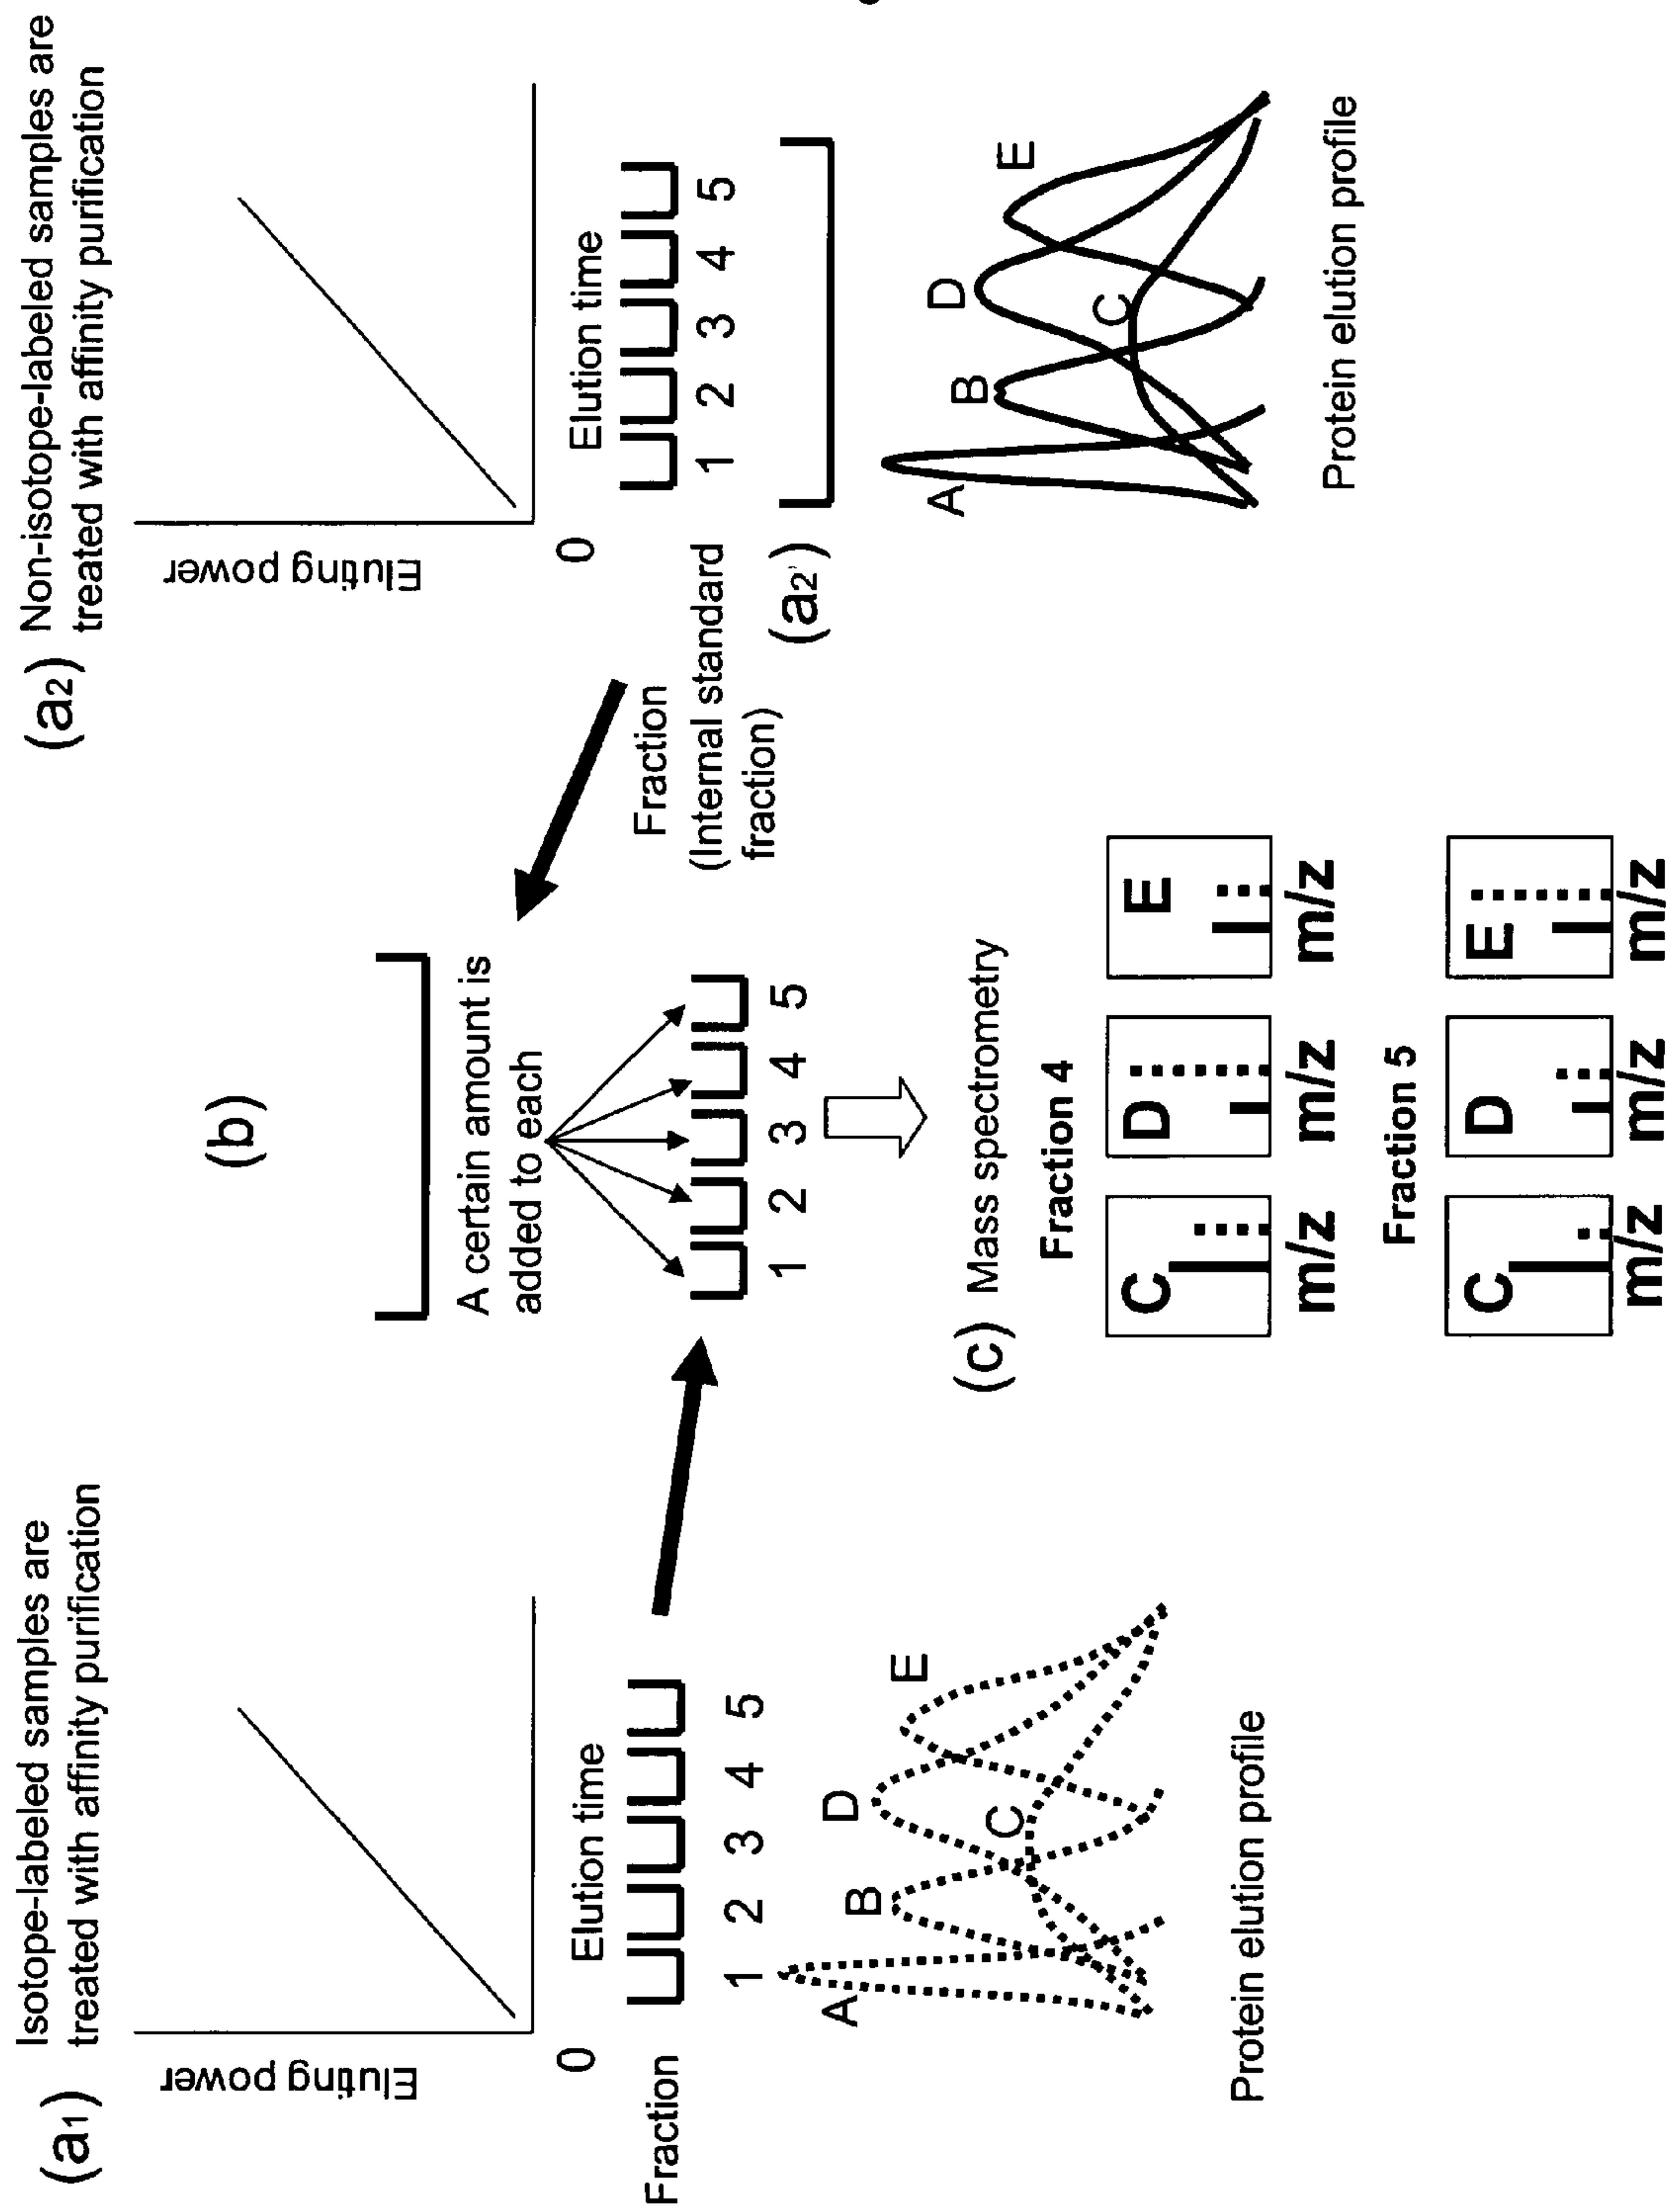 (a1) Isotope-labeled samples are
treated with affinity purification
Eluting power
0
Elution time
Fraction
1 2 3 4 5
A
B
C
D
E
Protein elution profile
(b)
A certain amount is
added to each
1 2 3 4 5
(c) Mass spectrometry
Fraction 4
C D E
m/z m/z m/z
Fraction 5
C D E
m/z m/z m/z
(a2) Non-isotope-labeled samples are
treated with affinity purification
Eluting power
0
Elution time
Fraction
(Internal standard
fraction)
1 2 3 4 5
(a2')
A
B
C
D
E
Protein elution profile